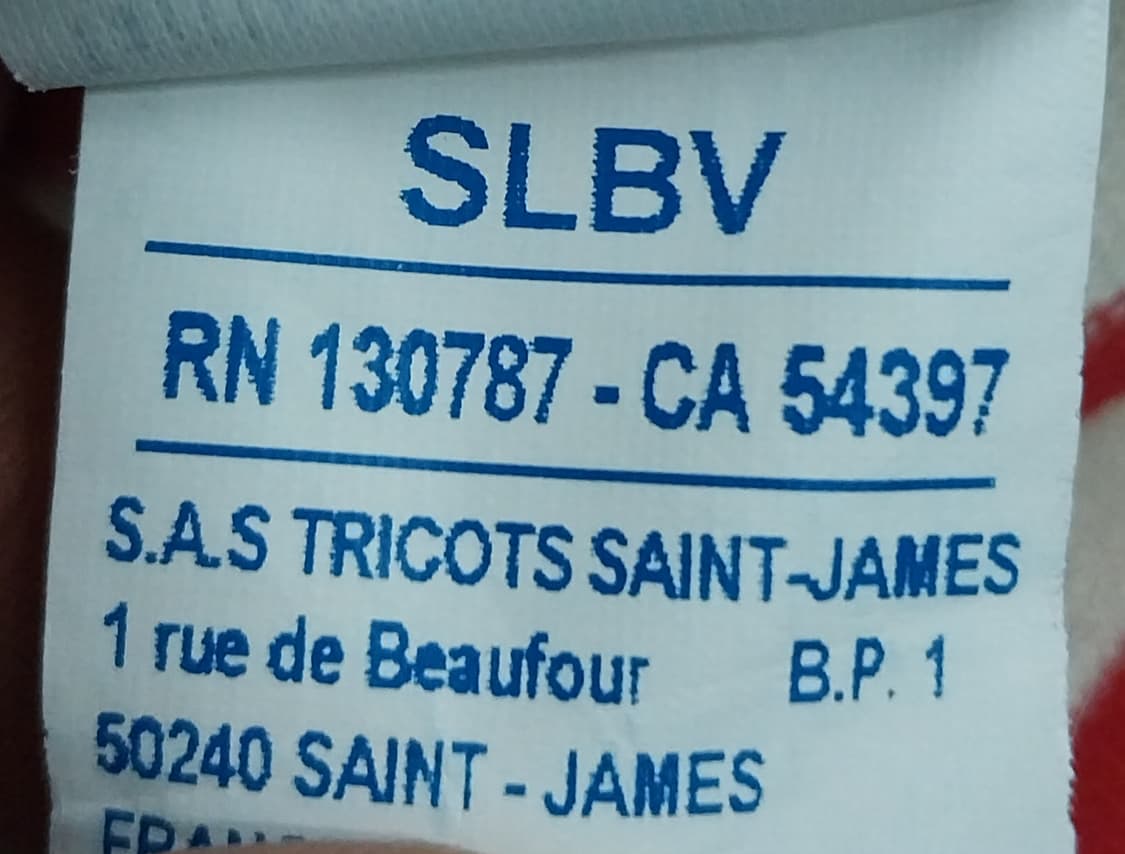 SLBV
RN 130787 - CA 54397
S.A.S TRICOTS SAINT-JAMES
1 rue de Beaufour B.P. 1
50240 SAINT - JAMES